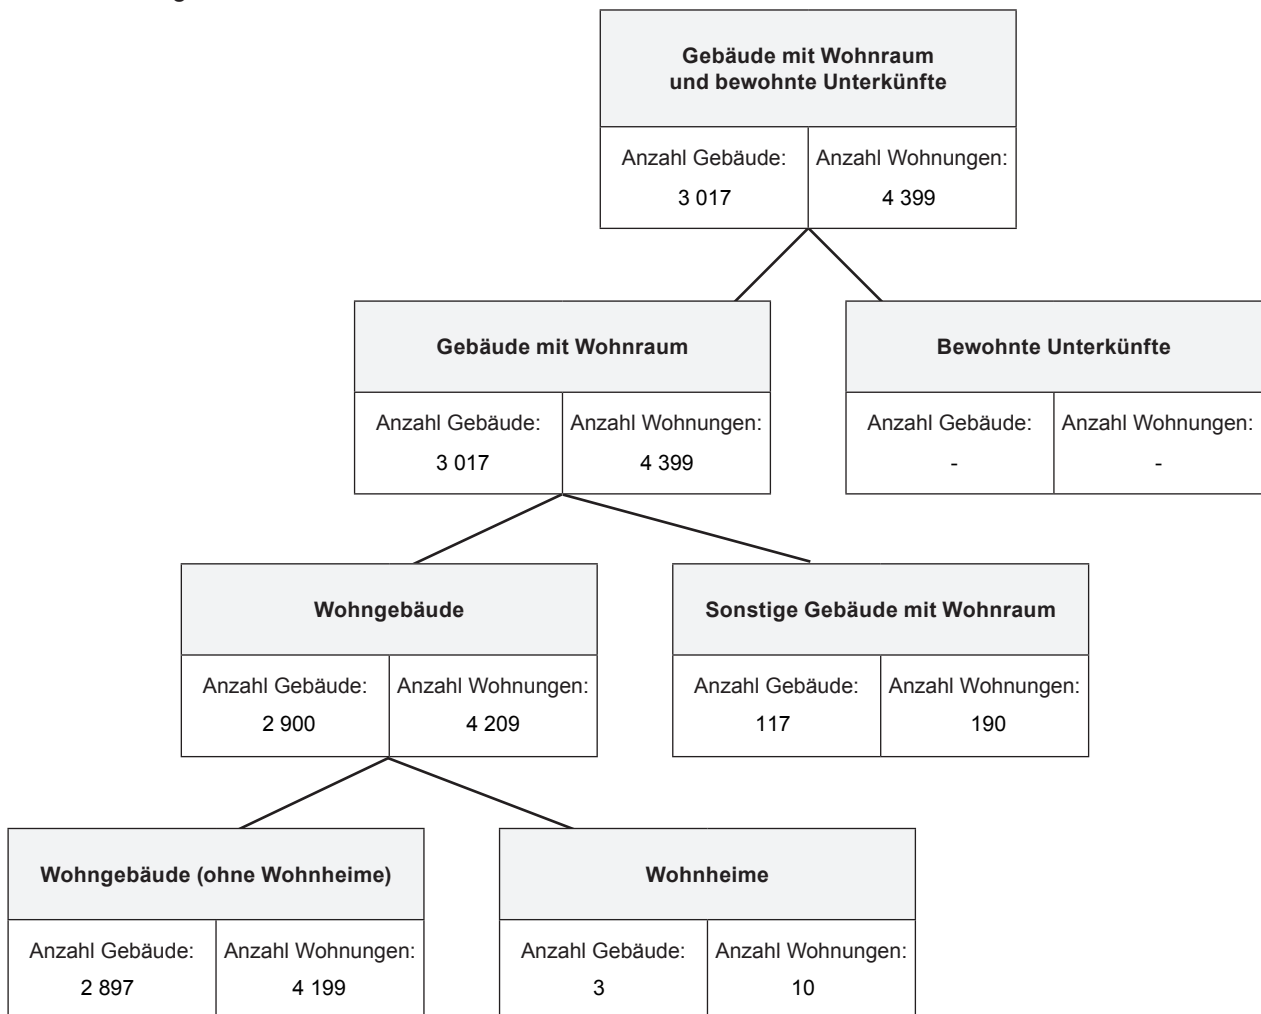 Gebäude mit Wohnraum
und bewohnte Unterkünfte
Anzahl Gebäude: Anzahl Wohnungen:
3 017 4 399
Gebäude mit Wohnraum
Anzahl Gebäude: Anzahl Wohnungen:
3 017 4 399
Bewohnte Unterkünfte
Anzahl Gebäude: Anzahl Wohnungen:
- -
Wohngebäude
Anzahl Gebäude: Anzahl Wohnungen:
2 900 4 209
Sonstige Gebäude mit Wohnraum
Anzahl Gebäude: Anzahl Wohnungen:
117 190
Wohngebäude (ohne Wohnheime)
Anzahl Gebäude: Anzahl Wohnungen:
2 897 4 199
Wohnheime
Anzahl Gebäude: Anzahl Wohnungen:
3 10